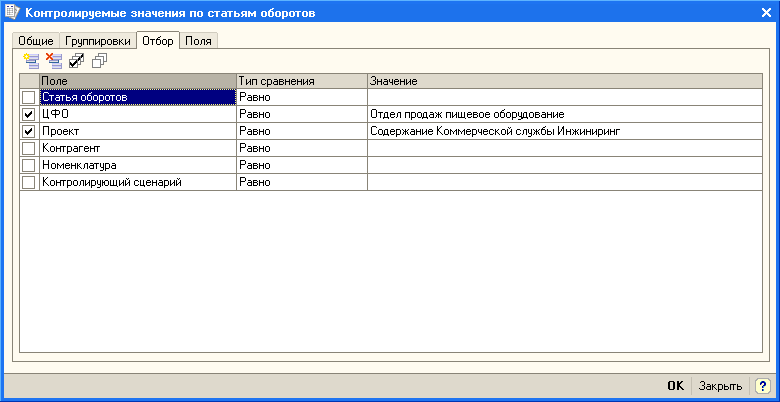 Контролируемые значения по статьям оборотов
Общие Группировки Отбор Поля
Поле Тип сравнения Значение
Статья оборотов Равно
ЦФО Равно Отдел продаж пищевое оборудование
Проект Равно Содержание Коммерческой службы Инжиниринг
Контрагент Равно
Номенклатура Равно
Контролирующий сценарий Равно
OK Закрыть ?